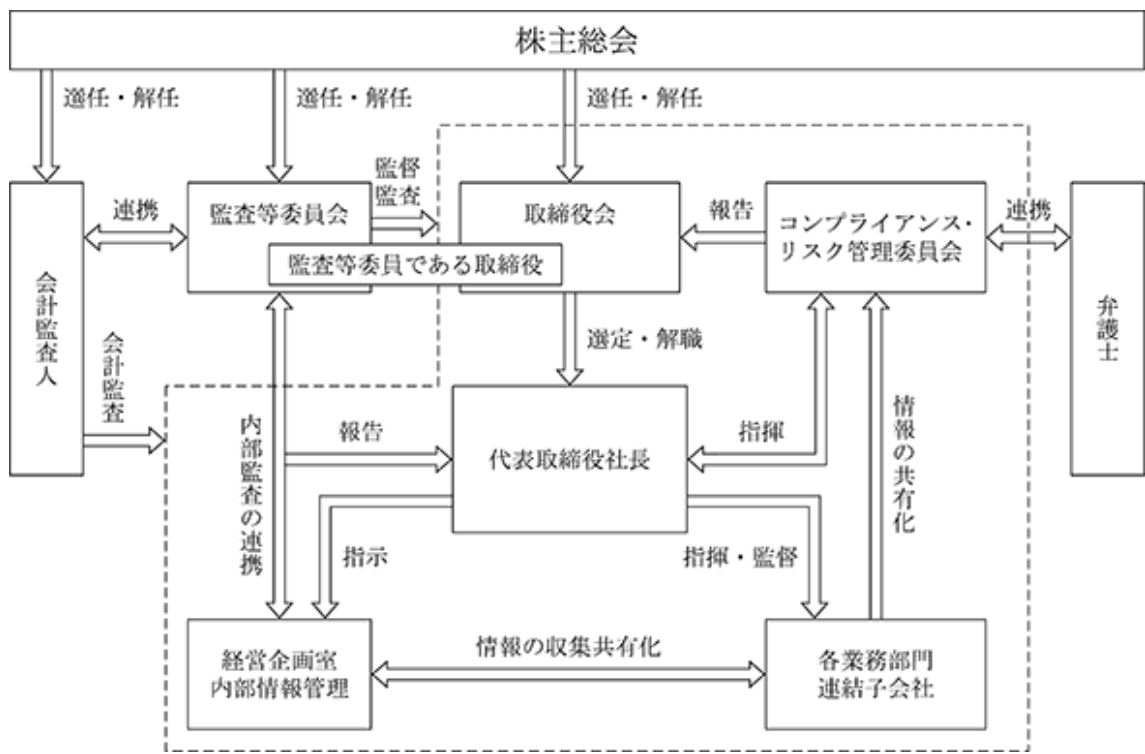 株主総会
選任・解任
選任・解任
選任・解任
監督
監査
連携
監査等委員会
取締役会
報告
コンプライアンス・
リスク管理委員会
連携
監査等委員である取締役
会計監査人
会計監査
弁護士
選定・解職
内部監査の連携
報告
代表取締役社長
指揮
情報の共有化
指示
指揮・監督
経営企画室
内部情報管理
情報の収集共有化
各業務部門
連結子会社